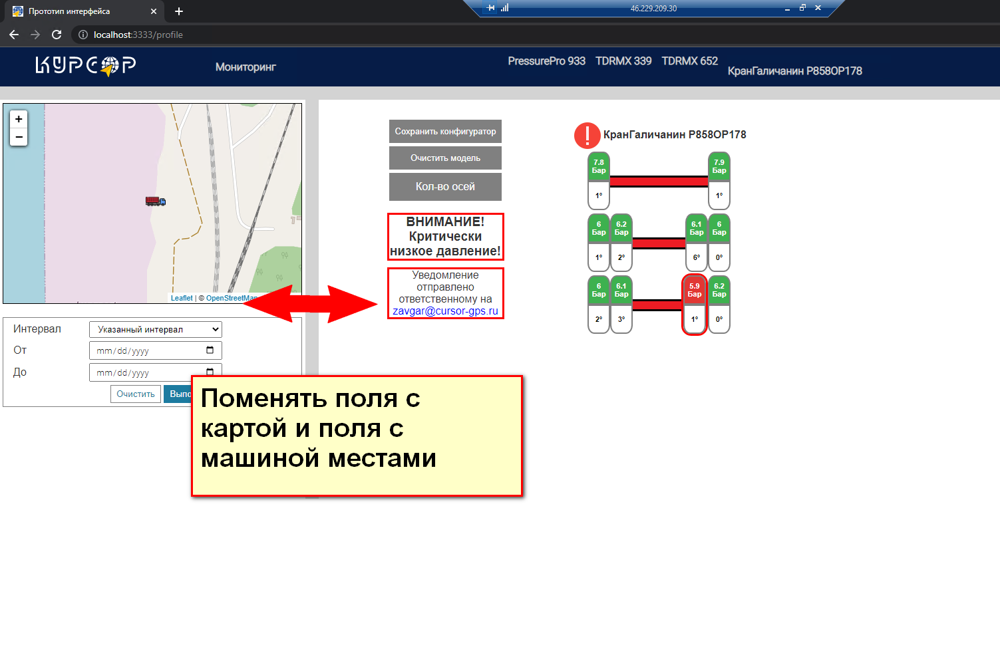 Прототип интерфейса
46.229.209.30
localhost:3333/profile
КУРСОР
Мониторинг
PressurePro 933 TDRMX 339 TDRMX 652
КранГаличанин Р858ОР178
+
−
Leaflet | © OpenStreetMap
Интервал
Указанный интервал
От
mm/dd/yyyy
До
mm/dd/yyyy
Очистить
Выпо
Сохранить конфигуратор
Очистить модель
Кол-во осей
ВНИМАНИЕ!
Критически
низкое давление!
Уведомление
отправлено
ответственному на
zavgar@cursor-gps.ru
КранГаличанин Р858ОР178
7.8 7.9
Бар Бар
1° 1°
6 6.2 6.1 6
Бар Бар Бар Бар
1° 2° 6° 0°
6 6.1 5.9 6.2
Бар Бар Бар Бар
2° 3° 1° 0°
Поменять поля с
картой и поля с
машиной местами